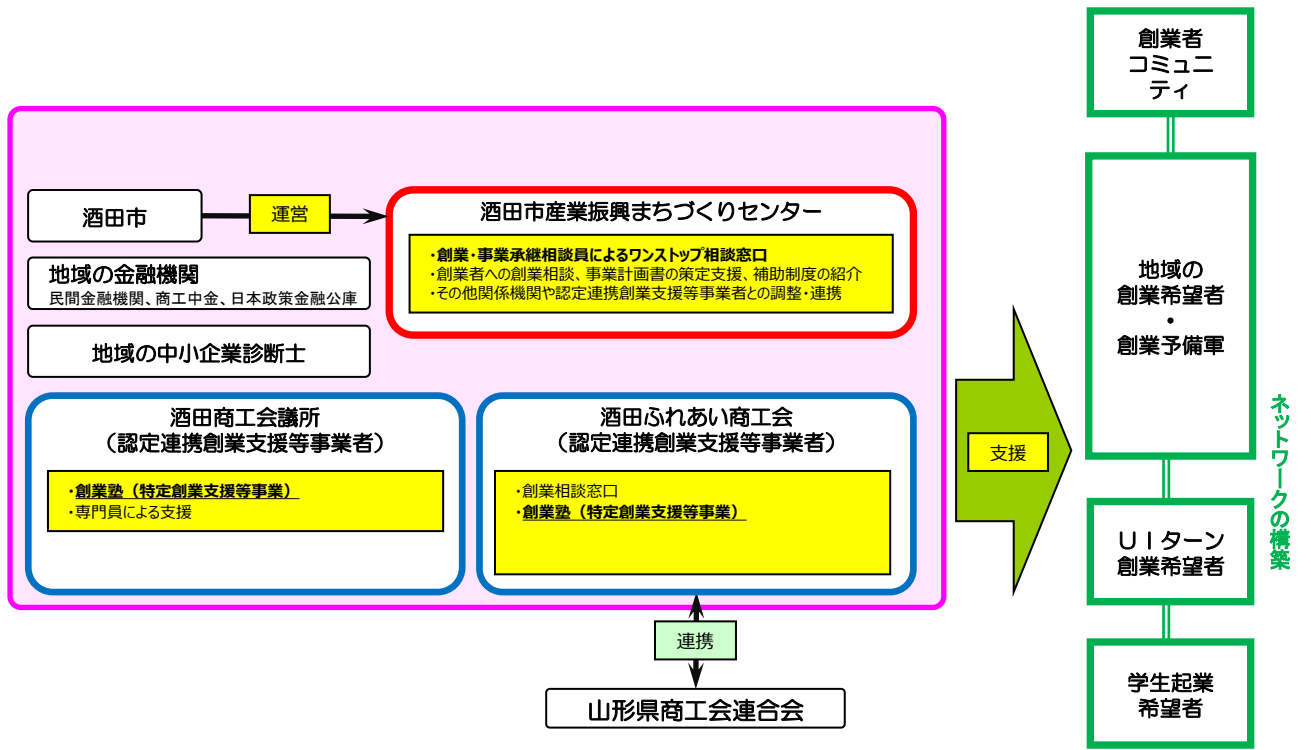 酒田市
運営
酒田市産業振興まちづくりセンター
・創業・事業承継相談員によるワンストップ相談窓口
・創業者への創業相談、事業計画書の策定支援、補助制度の紹介
・その他関係機関や認定連携創業支援等事業者との調整・連携
地域の金融機関
民間金融機関、商工中金、日本政策金融公庫
地域の中小企業診断士
酒田商工会議所
（認定連携創業支援等事業者）
・創業塾（特定創業支援等事業）
・専門員による支援
酒田ふれあい商工会
（認定連携創業支援等事業者）
・創業相談窓口
・創業塾（特定創業支援等事業）
連携
山形県商工会連合会
支援
創業者
コミュニ
ティ
地域の
創業希望者
・
創業予備軍
ＵＩターン
創業希望者
学生起業
希望者
ネットワークの構築